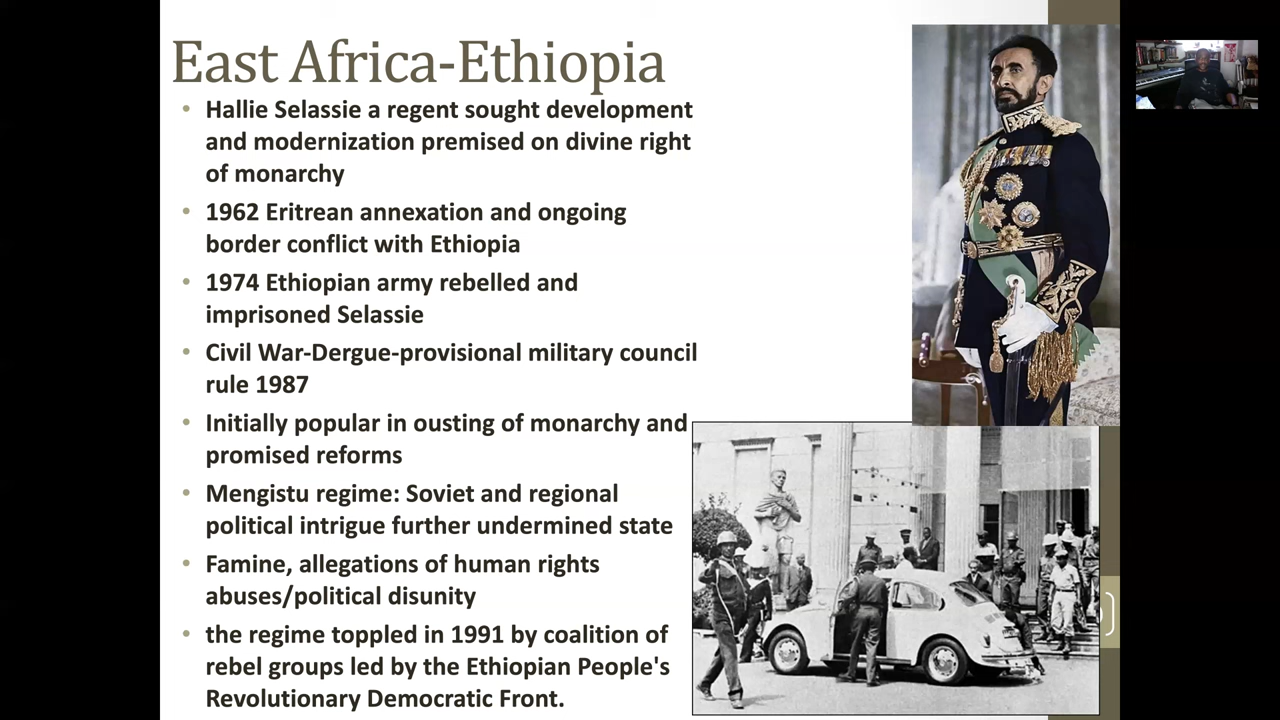 East Africa-Ethiopia
• Hallie Selassie a regent sought development
and modernization premised on divine right
of monarchy
• 1962 Eritrean annexation and ongoing
border conflict with Ethiopia
• 1974 Ethiopian army rebelled and
imprisoned Selassie
• Civil War-Dergue-provisional military council
rule 1987
• Initially popular in ousting of monarchy and
promised reforms
• Mengistu regime: Soviet and regional
political intrigue further undermined state
• Famine, allegations of human rights
abuses/political disunity
• the regime toppled in 1991 by coalition of
rebel groups led by the Ethiopian People's
Revolutionary Democratic Front.